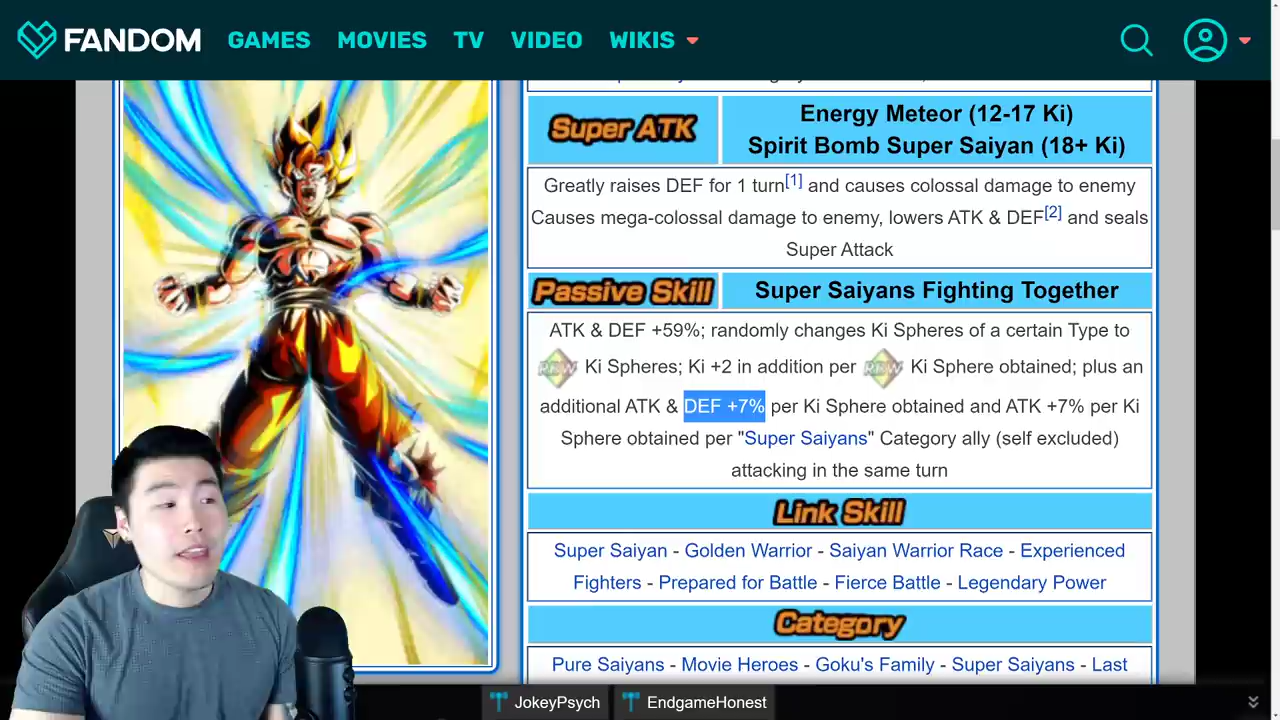 FANDOM GAMES MOVIES TV VIDEO WIKIS
Super ATK
Energy Meteor (12-17 Ki)
Spirit Bomb Super Saiyan (18+ Ki)
Greatly raises DEF for 1 turn[1] and causes colossal damage to enemy
Causes mega-colossal damage to enemy, lowers ATK & DEF[2] and seals
Super Attack
Passive Skill
Super Saiyans Fighting Together
ATK & DEF +59%; randomly changes Ki Spheres of a certain Type to
RBW Ki Spheres; Ki +2 in addition per RBW Ki Sphere obtained; plus an
additional ATK & DEF +7% per Ki Sphere obtained and ATK +7% per Ki
Sphere obtained per "Super Saiyans" Category ally (self excluded)
attacking in the same turn
Link Skill
Super Saiyan - Golden Warrior - Saiyan Warrior Race - Experienced
Fighters - Prepared for Battle - Fierce Battle - Legendary Power
Category
Pure Saiyans - Movie Heroes - Goku's Family - Super Saiyans - Last
JokeyPsych EndgameHonest